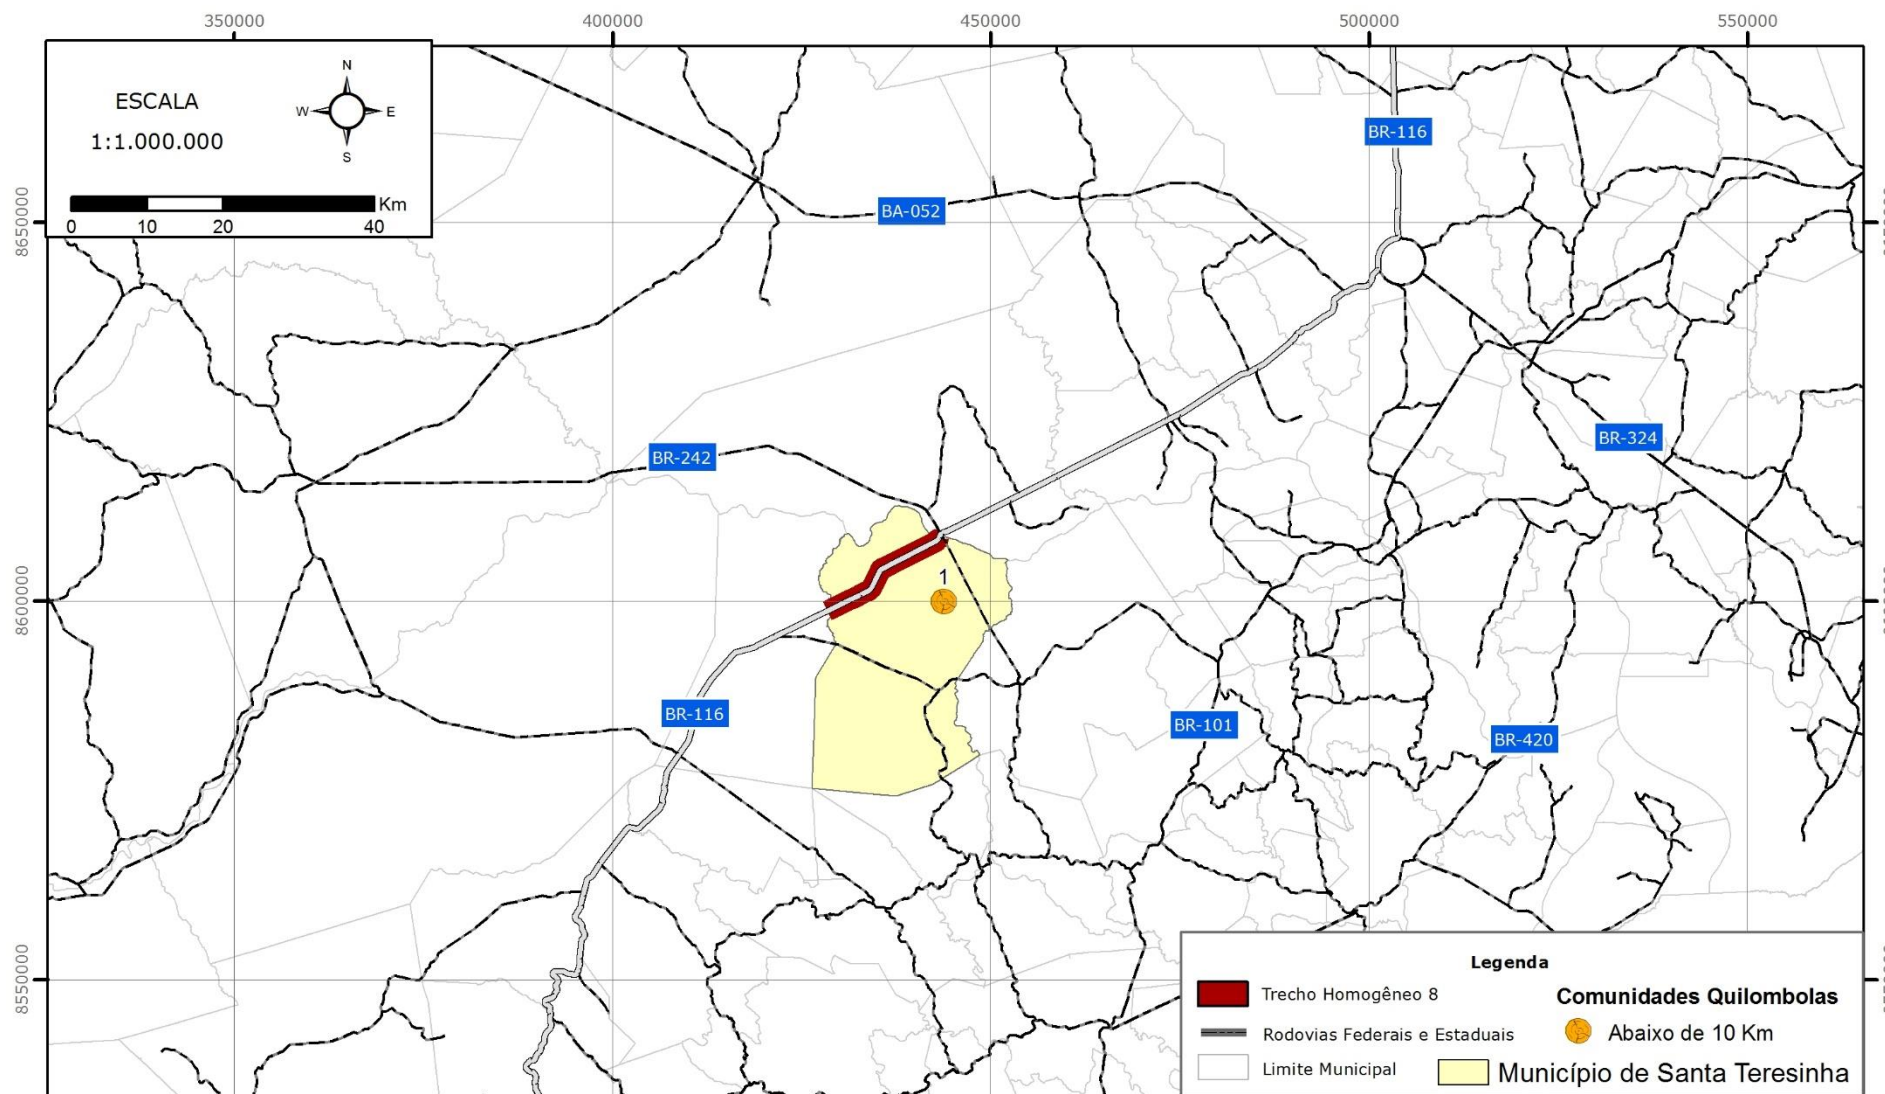 350000
400000
450000
500000
550000
ESCALA
1:1.000.000
N
W
E
S
Km
0
10
20
40
8650000
8600000
8550000
BR-116
BA-052
BR-242
BR-324
1
BR-116
BR-101
BR-420
Legenda
Trecho Homogêneo 8
Rodovias Federais e Estaduais
Limite Municipal
Comunidades Quilombolas
Abaixo de 10 Km
Município de Santa Teresinha